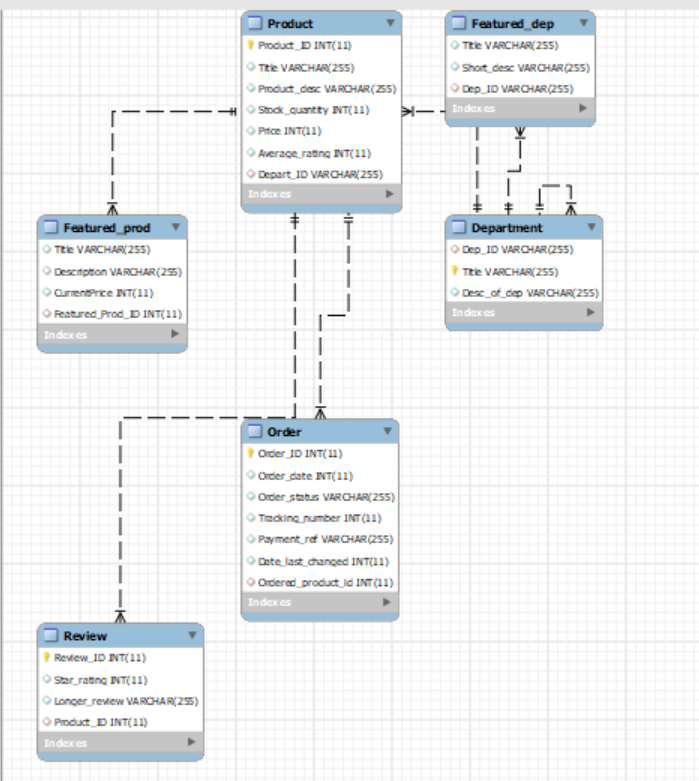 Product
Product_ID INT(11)
Title VARCHAR(255)
Product_desc VARCHAR(255)
Stock_quantity INT(11)
Price INT(11)
Average_rating INT(11)
Depart_ID VARCHAR(255)
Indexes
Featured_dep
Title VARCHAR(255)
Short_desc VARCHAR(255)
Dep_ID VARCHAR(255)
Indexes
Featured_prod
Title VARCHAR(255)
Description VARCHAR(255)
CurrentPrice INT(11)
Featured_Prod_ID INT(11)
Indexes
Department
Dep_ID VARCHAR(255)
Title VARCHAR(255)
Desc_of_dep VARCHAR(255)
Indexes
Order
Order_ID INT(11)
Order_date INT(11)
Order_status VARCHAR(255)
Tracking_number INT(11)
Payment_ref VARCHAR(255)
Date_last_changed INT(11)
Ordered_product_id INT(11)
Indexes
Review
Review_ID INT(11)
Star_rating INT(11)
Longer_review VARCHAR(255)
Product_ID INT(11)
Indexes